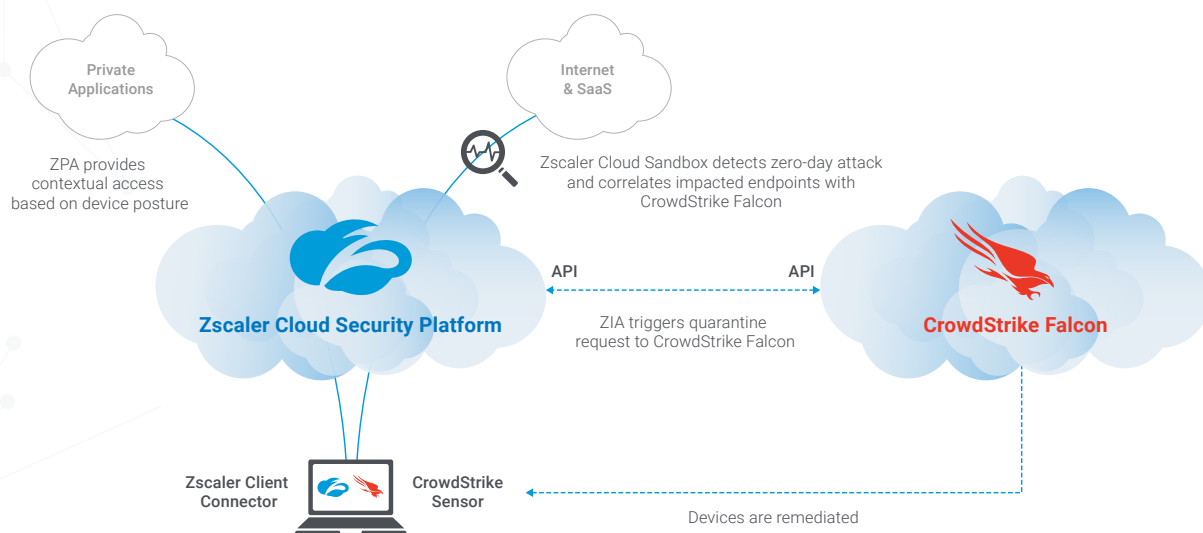 Private
Applications
Internet
& SaaS
ZPA provides
contextual access
based on device posture
Zscaler Cloud Sandbox detects zero-day attack
and correlates impacted endpoints with
CrowdStrike Falcon
API
API
Zscaler Cloud Security Platform
CrowdStrike Falcon
ZIA triggers quarantine
request to CrowdStrike Falcon
Zscaler Client
Connector
CrowdStrike
Sensor
Devices are remediated